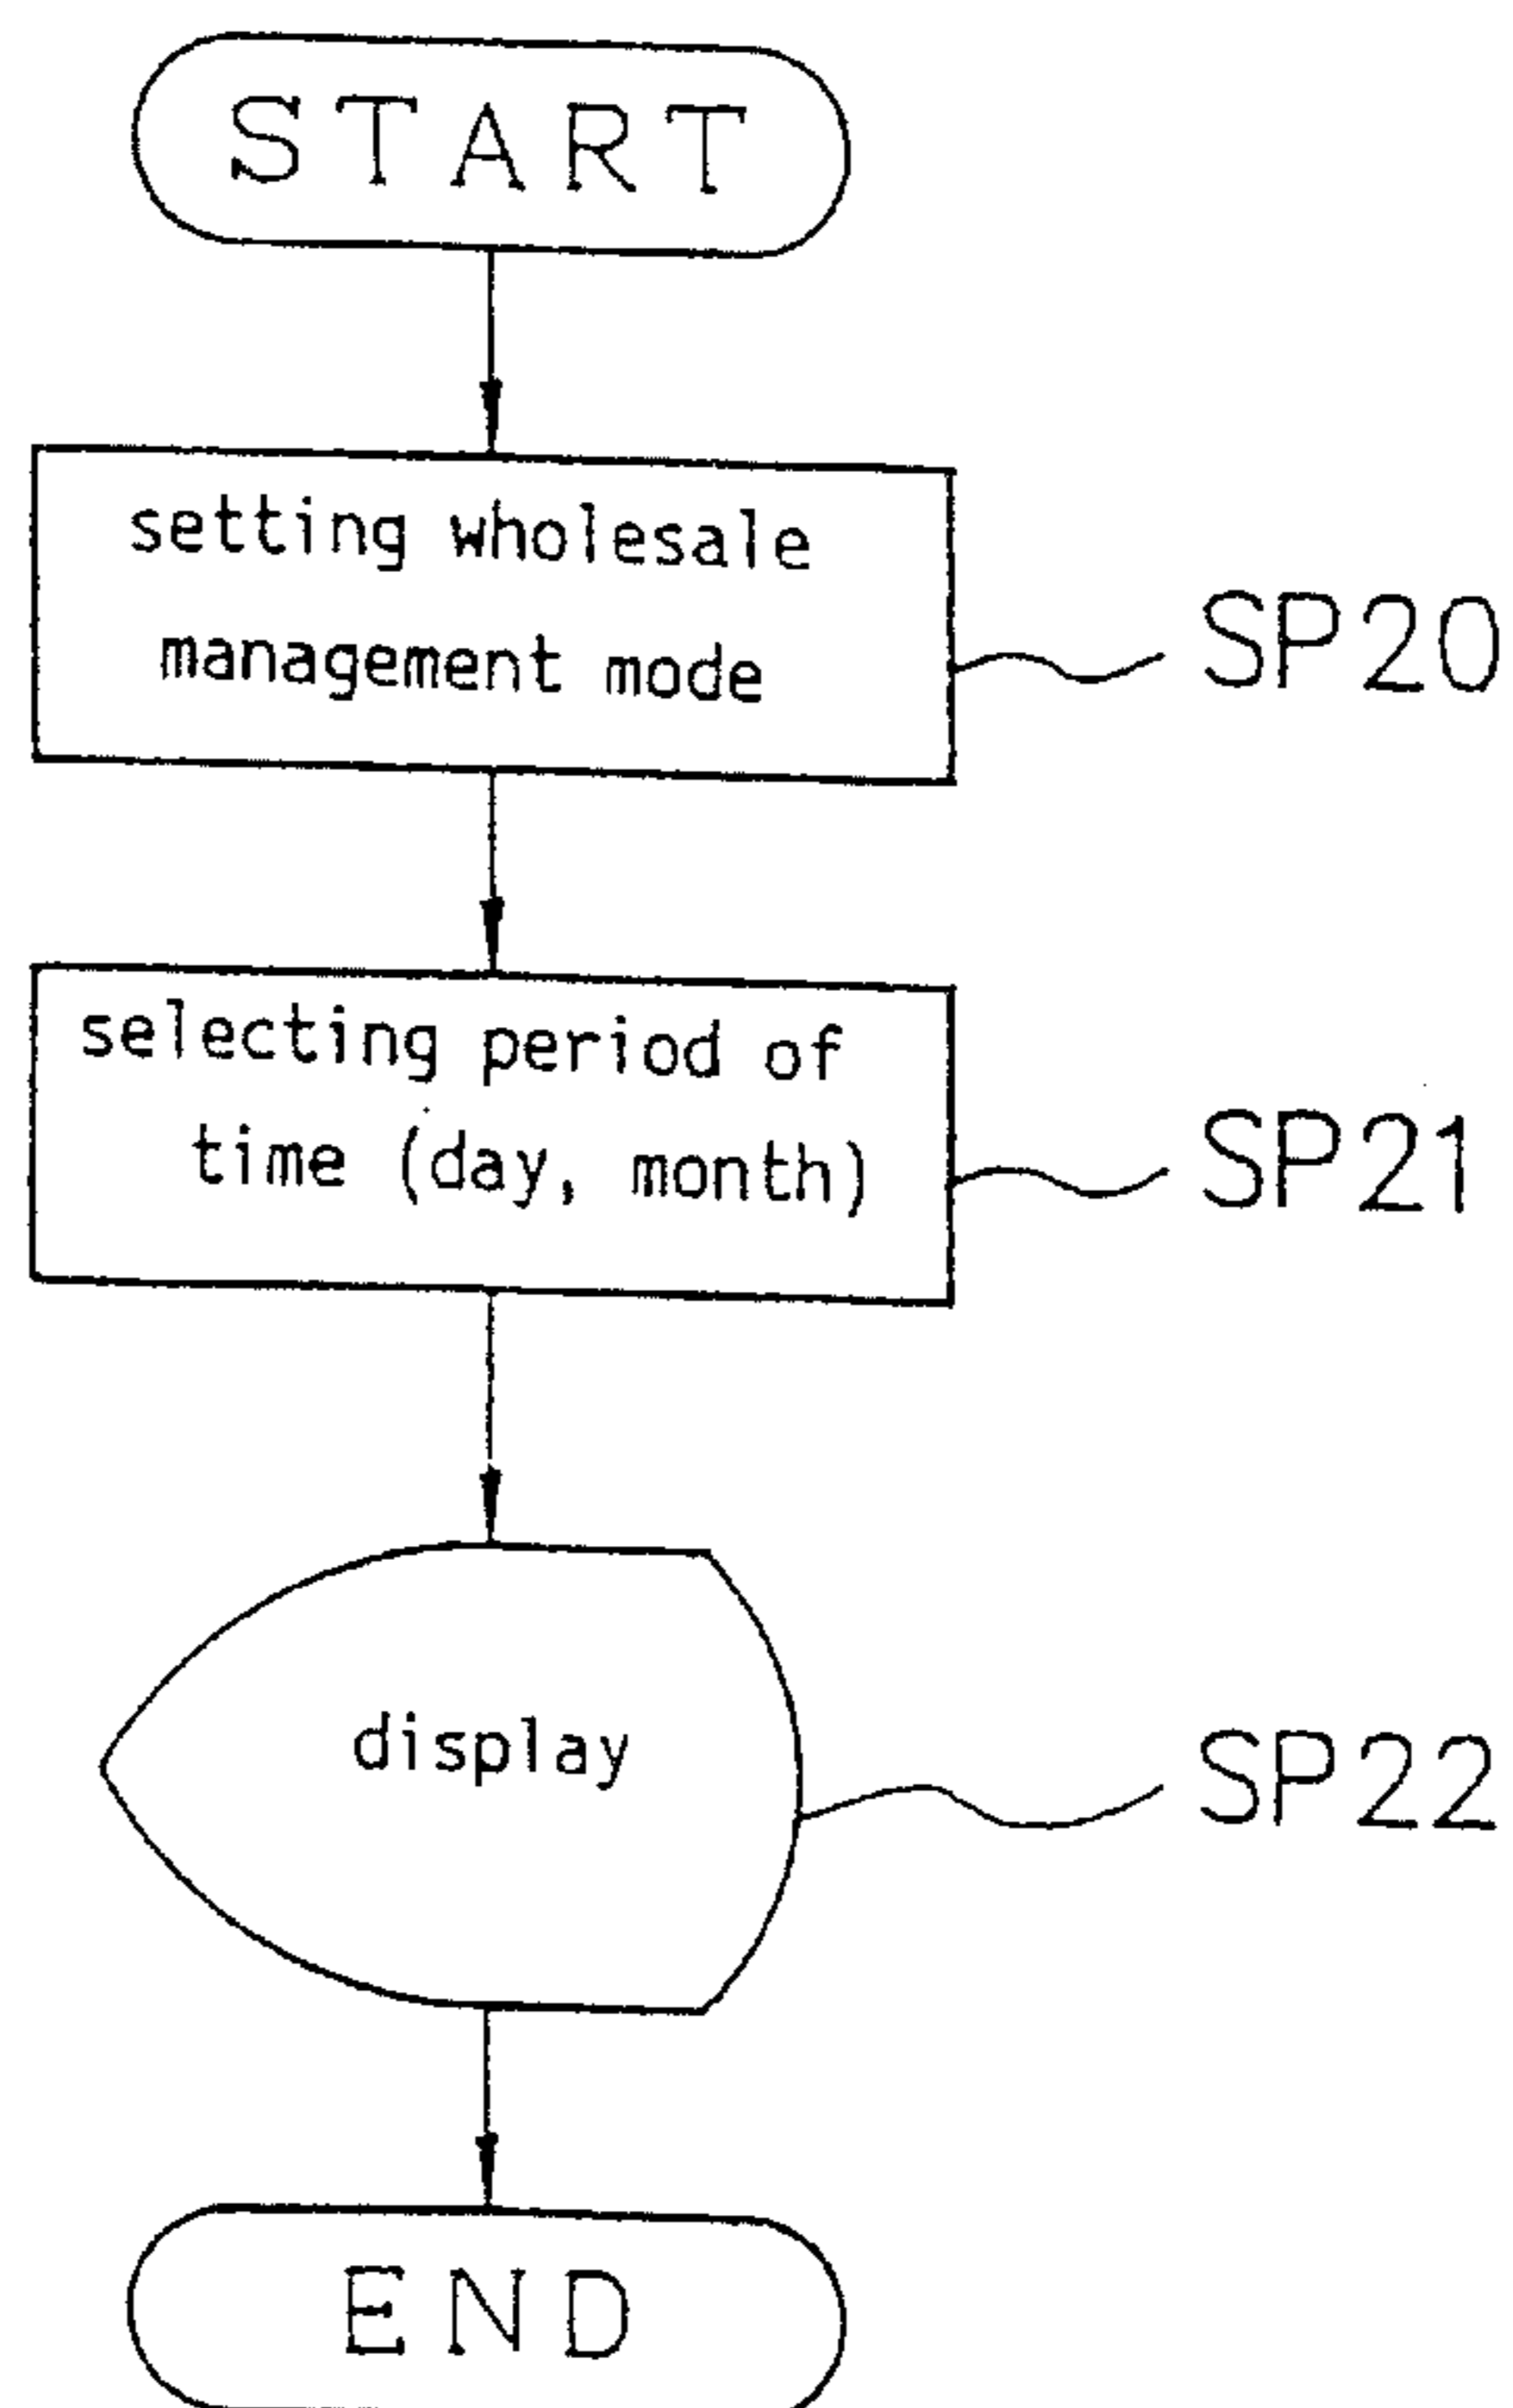 START
setting wholesale
management mode
SP20
selecting period of
time (day, month)
SP21
display
SP22
END